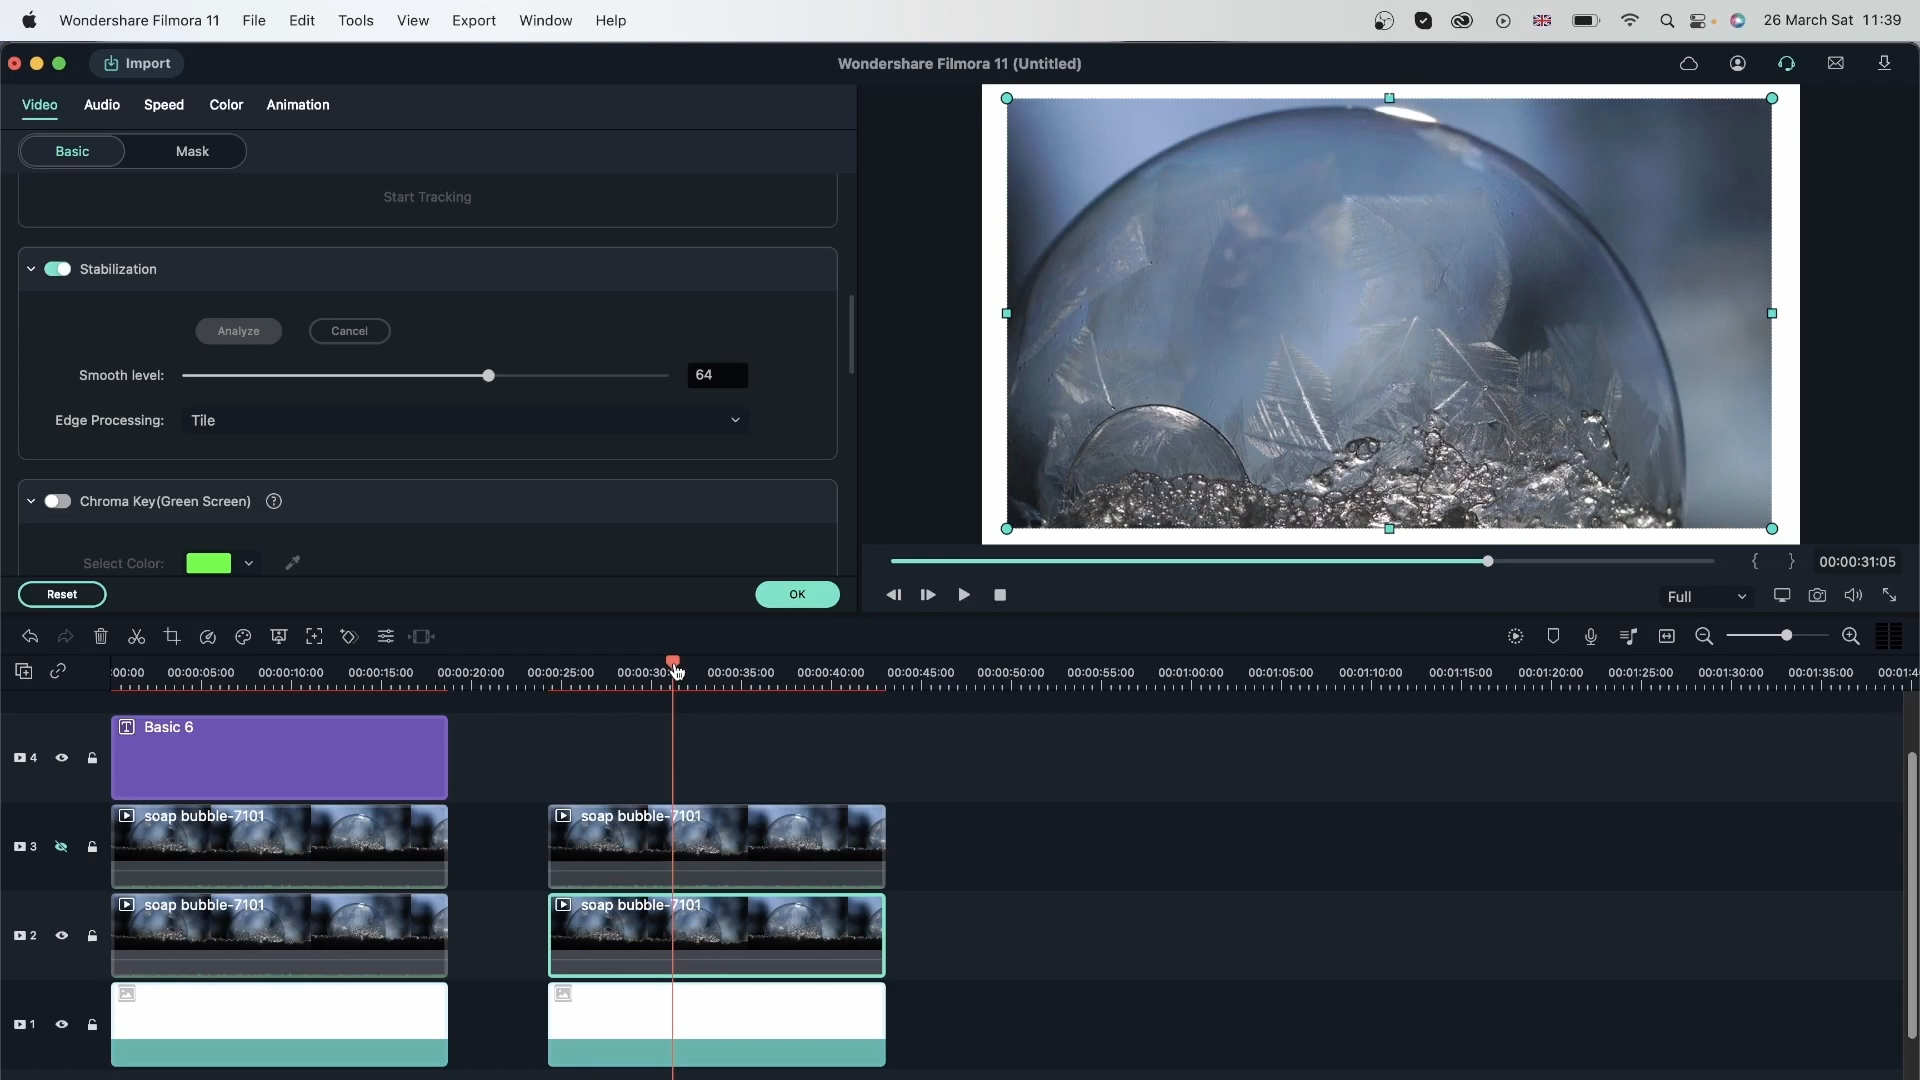 Wondershare Filmora 11 File Edit Tools View Export Window Help 26 March Sat 11:39
Import Wondershare Filmora 11 (Untitled)
Video Audio Speed Color Animation
Basic Mask
Start Tracking
Stabilization
Analyze Cancel
Smooth level: 64
Edge Processing: Tile
Chroma Key(Green Screen)
Select Color:
Reset OK
00:00:31:05
Full
:00:00 00:00:05:00 00:00:10:00 00:00:15:00 00:00:20:00 00:00:25:00 00:00:35:00 00:00:40:00 00:00:45:00 00:00:50:00 00:00:55:00 00:01:00:00 00:01:05:00 00:01:10:00 00:01:15:00 00:01:20:00 00:01:25:00 00:01:30:00 00:01:35:00
Basic 6
4
soap bubble-7101 soap bubble-7101
3
soap bubble-7101 soap bubble-7101
2
1